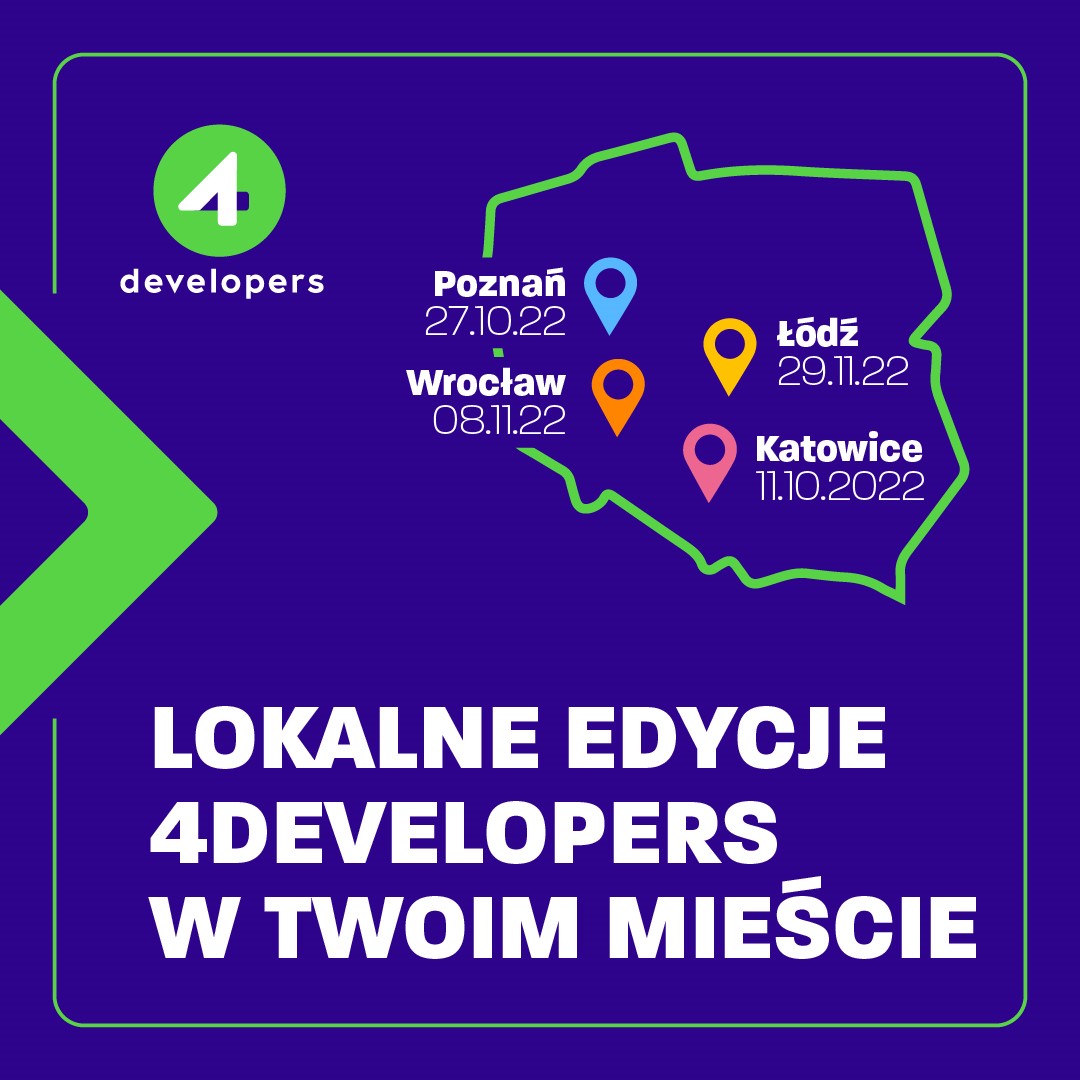 4
developers
Poznań
27.10.22
Wrocław
08.11.22
Łódź
29.11.22
Katowice
11.10.2022
LOKALNE EDYCJE
4DEVELOPERS
W TWOIM MIEŚCIE